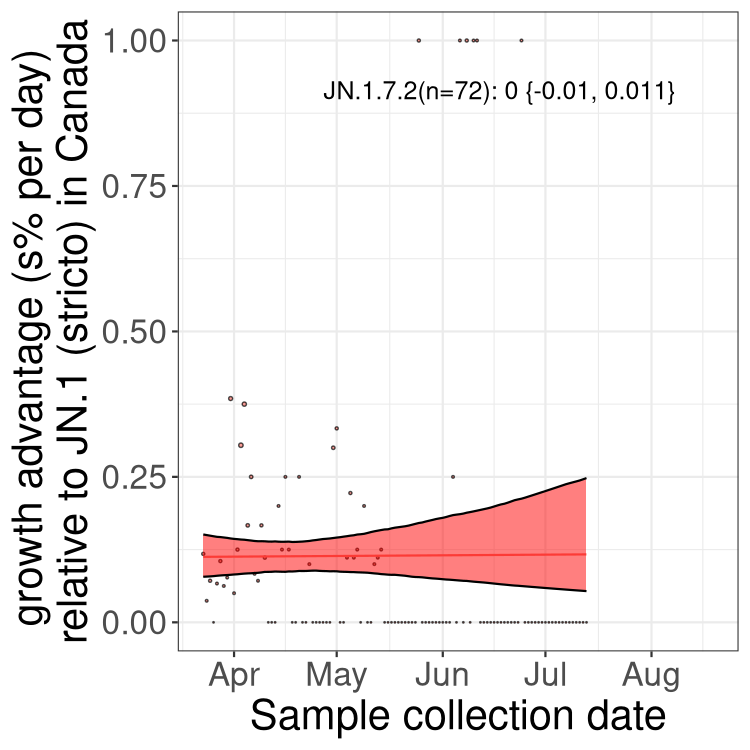 growth advantage (s% per day)
relative to JN.1 (stricto) in Canada
1.00
0.75
0.50
0.25
0.00
JN.1.7.2(n=72): 0 {-0.01, 0.011}
Apr
May
Jun
Jul
Aug
Sample collection date